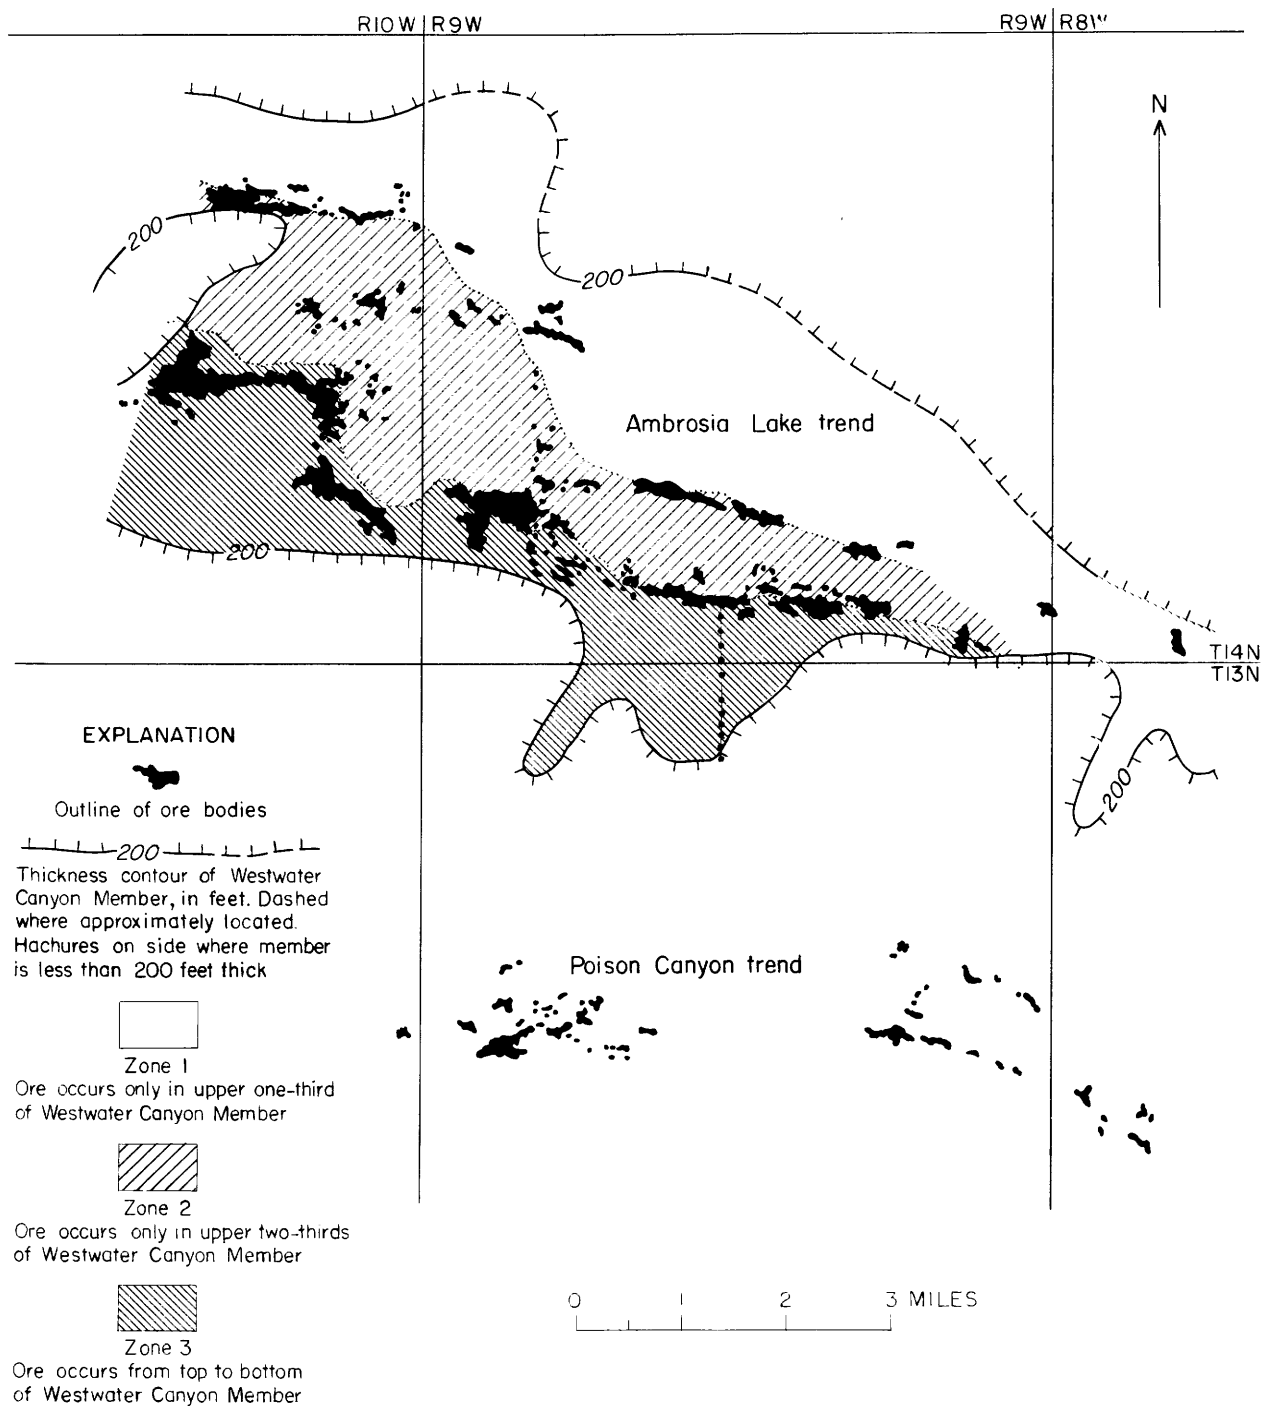 R10W R9W
R9W R8W
N
200
200
Ambrosia Lake trend
200
T14N
T13N
200
EXPLANATION
Outline of ore bodies
200
Thickness contour of Westwater
Canyon Member, in feet. Dashed
where approximately located.
Hachures on side where member
is less than 200 feet thick
Poison Canyon trend
Zone 1
Ore occurs only in upper one-third
of Westwater Canyon Member
Zone 2
Ore occurs only in upper two-thirds
of Westwater Canyon Member
Zone 3
Ore occurs from top to bottom
of Westwater Canyon Member
0 1 2 3 MILES